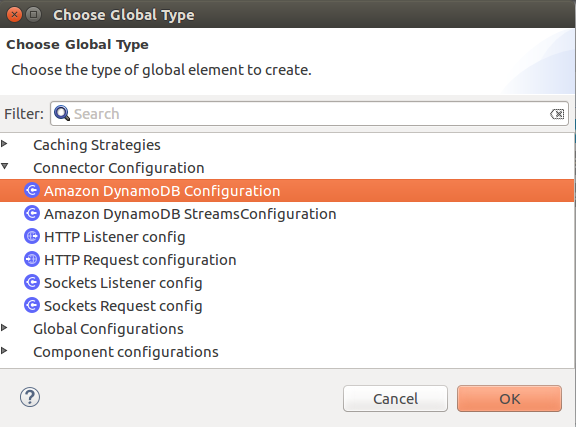 Choose Global Type
Choose Global Type
Choose the type of global element to create.
Filter: Search
Caching Strategies
Connector Configuration
Amazon DynamoDB Configuration
Amazon DynamoDB StreamsConfiguration
HTTP Listener config
HTTP Request configuration
Sockets Listener config
Sockets Request config
Global Configurations
Component configurations
? Cancel OK